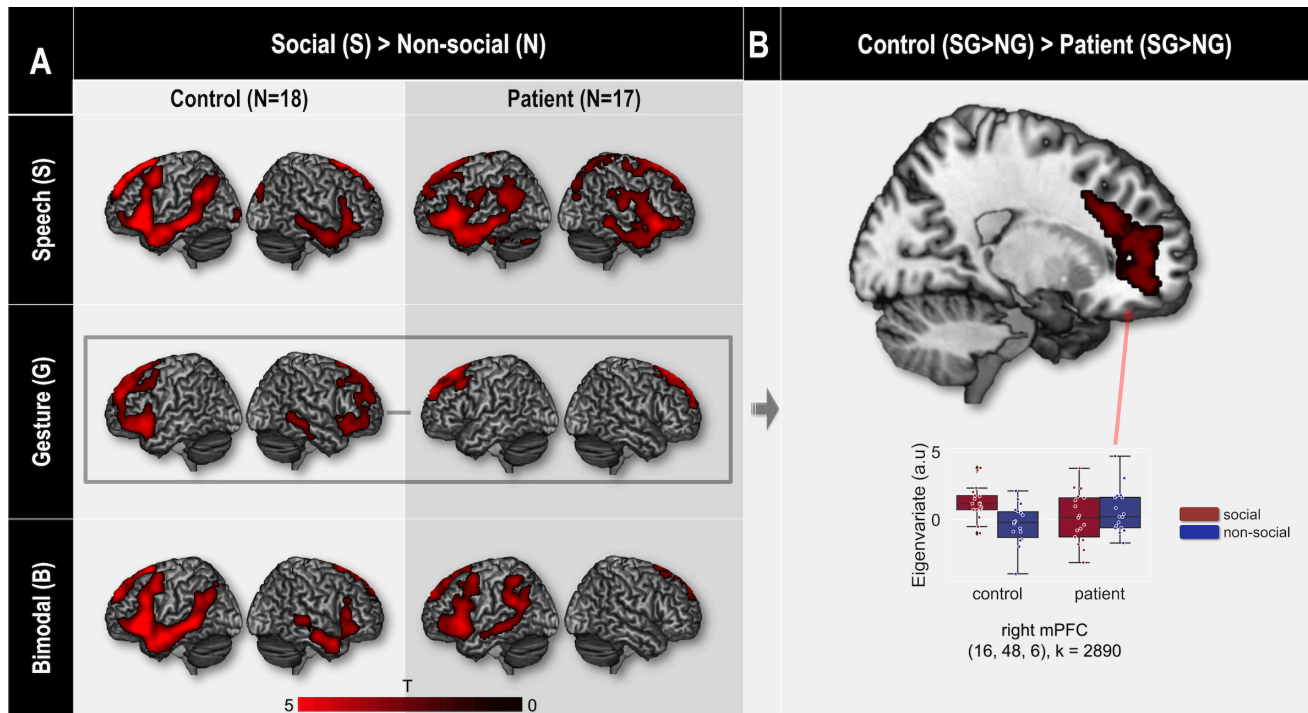 A
Social (S) > Non-social (N)
B
Control (SG>NG) > Patient (SG>NG)
Control (N=18)
Patient (N=17)
Speech (S)
Gesture (G)
Bimodal (B)
T
5
0
Eigenvariate (a.u)
5
0
control
patient
social
non-social
right mPFC
(16, 48, 6), k = 2890